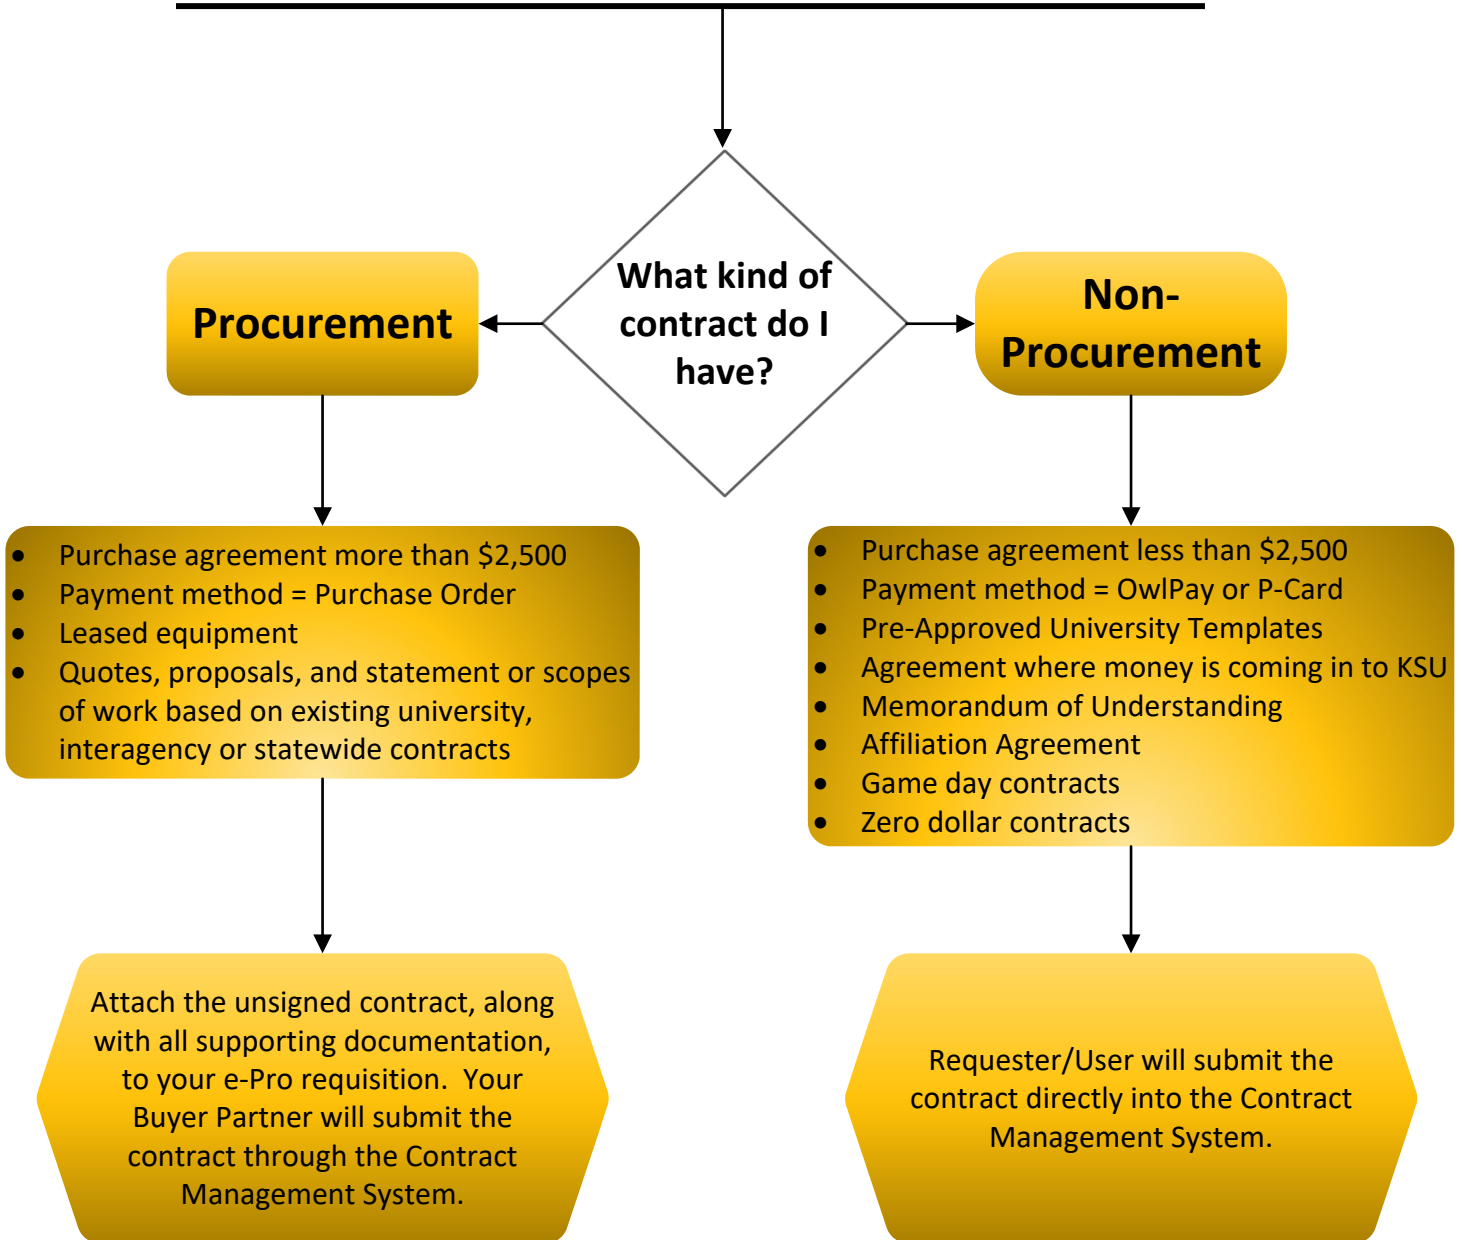 What kind of
contract do I
have?
Procurement
Non-
Procurement
• Purchase agreement more than $2,500
• Payment method = Purchase Order
• Leased equipment
• Quotes, proposals, and statement or scopes
of work based on existing university,
interagency or statewide contracts
• Purchase agreement less than $2,500
• Payment method = OwlPay or P-Card
• Pre-Approved University Templates
• Agreement where money is coming in to KSU
• Memorandum of Understanding
• Affiliation Agreement
• Game day contracts
• Zero dollar contracts
Attach the unsigned contract, along
with all supporting documentation,
to your e-Pro requisition.  Your
Buyer Partner will submit the
contract through the Contract
Management System.
Requester/User will submit the
contract directly into the Contract
Management System.